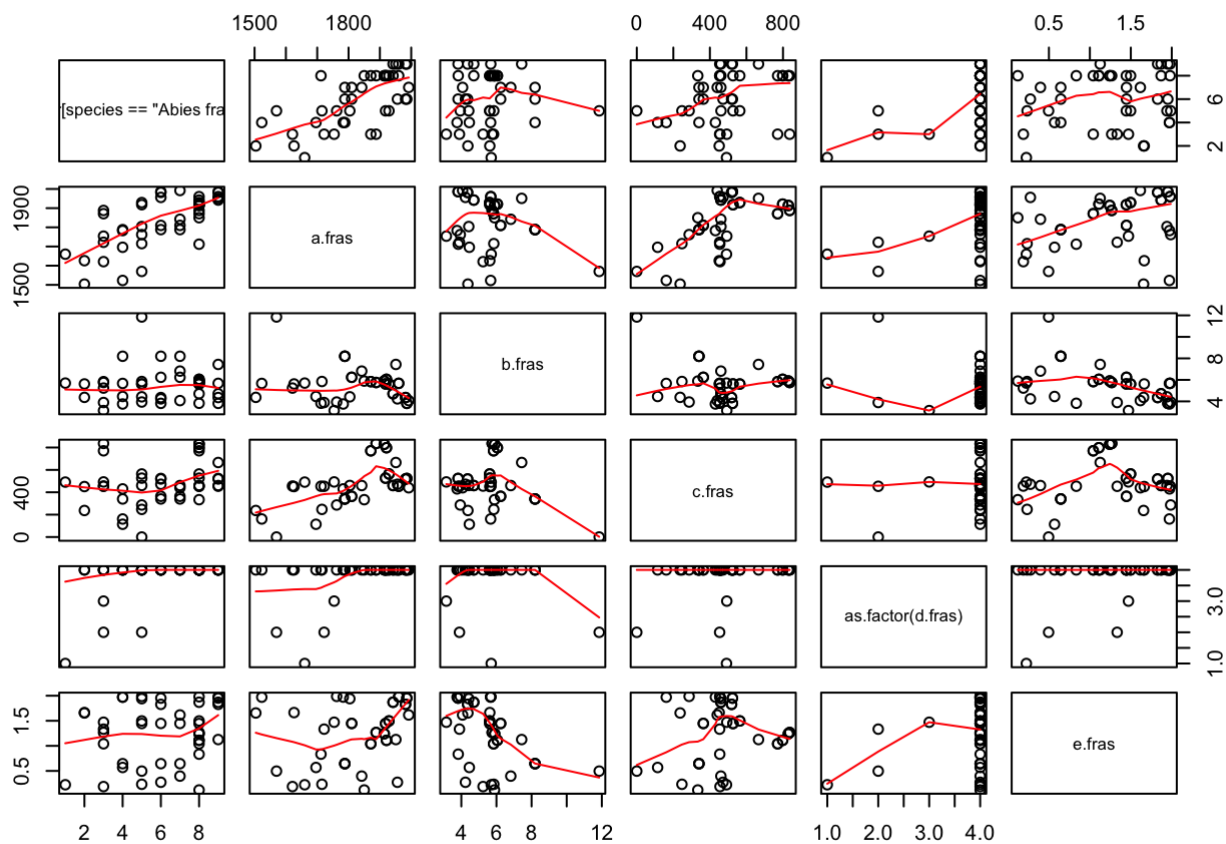 1500 1800 0 400 800 0.5 1.5
[species == "Abies fra
2 6
1500 1900
a.fras
b.fras
4 8 12
0 400
c.fras
as.factor(d.fras)
1.0 3.0
0.5 1.5
e.fras
2 4 6 8 4 6 8 12 1.0 2.0 3.0 4.0